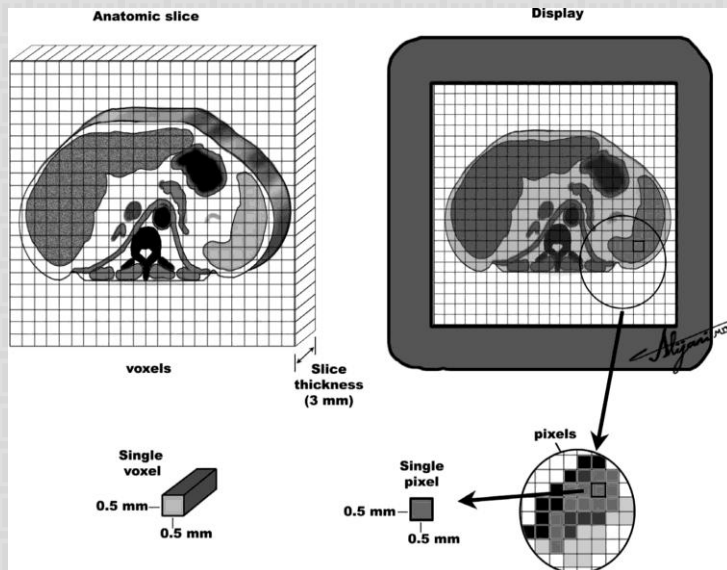 Anatomic slice
Display
voxels
Slice
thickness
(3 mm)
pixels
Single
voxel
0.5 mm
0.5 mm
Single
pixel
0.5 mm
0.5 mm